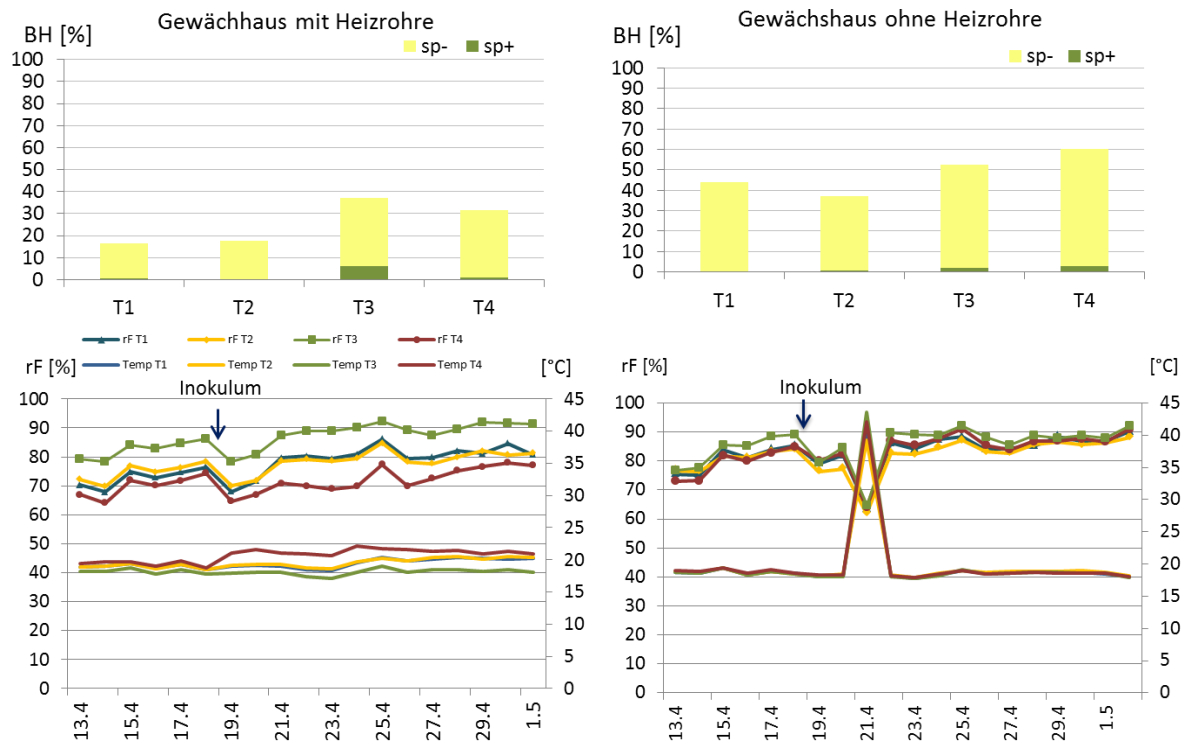 Gewächhaus mit Heizrohre
BH [%]
sp- sp+
100
90
80
70
60
50
40
30
20
10
0
T1 T2 T3 T4
Gewächshaus ohne Heizrohre
BH [%]
sp- sp+
100
90
80
70
60
50
40
30
20
10
0
T1 T2 T3 T4
rF T1 rF T2 rF T3 rF T4
Temp T1 Temp T2 Temp T3 Temp T4
rF [%] [°C]
Inokulum
100 45
90 40
80 35
70 30
60 25
50 20
40 15
30 10
20 5
10 0
0
13.4 15.4 17.4 19.4 21.4 23.4 25.4 27.4 29.4 1.5
rF [%] [°C]
Inokulum
100 45
90 40
80 35
70 30
60 25
50 20
40 15
30 10
20 5
10 0
0
13.4 15.4 17.4 19.4 21.4 23.4 25.4 27.4 29.4 1.5